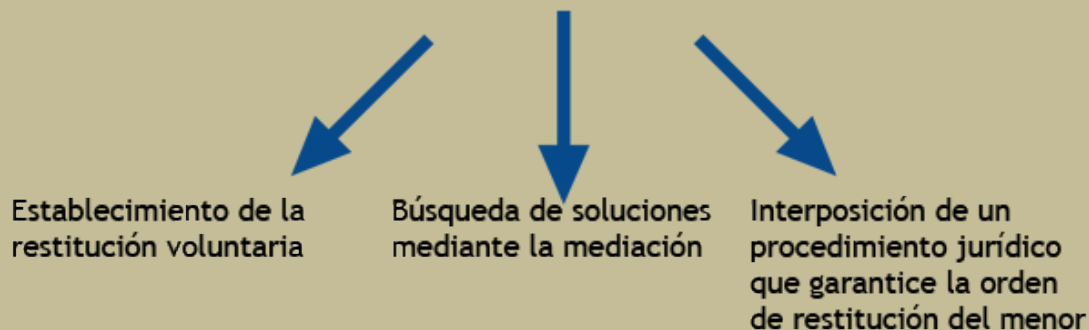 Establecimiento de la
restitución voluntaria
Búsqueda de soluciones
mediante la mediación
Interposición de un
procedimiento jurídico
que garantice la orden
de restitución del menor